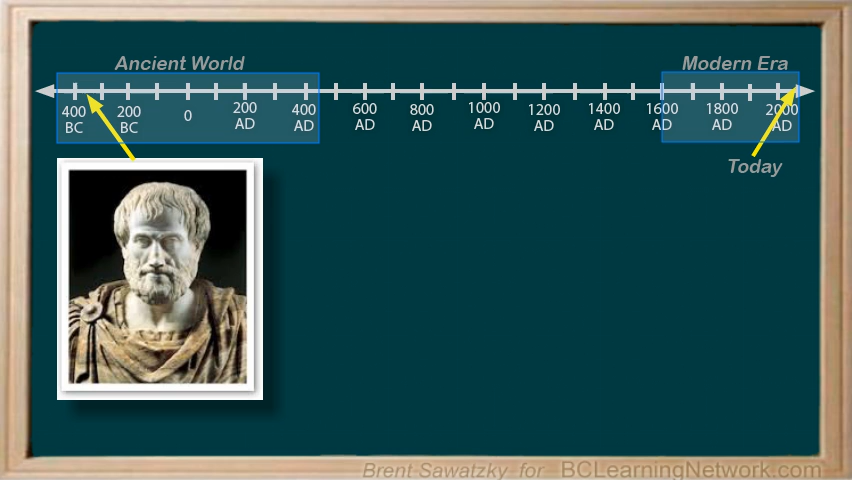 Ancient World
Modern Era
400 200 0 200 400 600 800 1000 1200 1400 1600 1800 2000
BC BC AD AD AD AD AD AD AD AD AD AD
Today
Brent Sawatzky for BCLearningNetwork.com